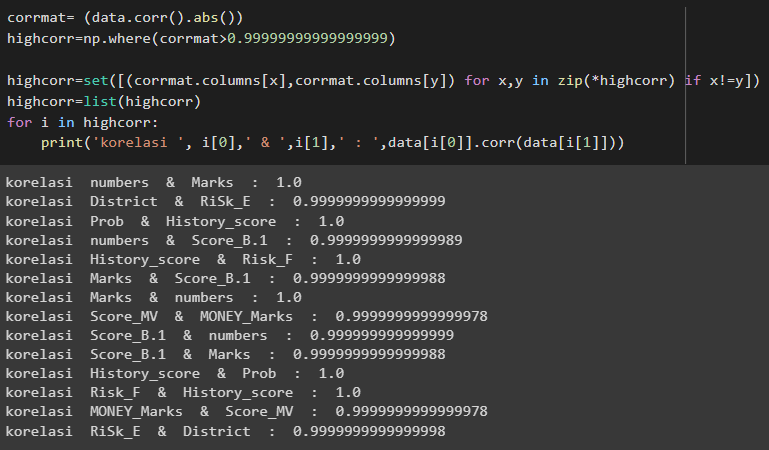 corrmat= (data.corr().abs())
highcorr=np.where(corrmat>0.99999999999999999)
highcorr=set([(corrmat.columns[x],corrmat.columns[y]) for x,y in zip(*highcorr) if x!=y])
highcorr=list(highcorr)
for i in highcorr:
    print('korelasi ', i[0],' & ',i[1],' : ',data[i[0]].corr(data[i[1]]))
korelasi  numbers  &  Marks  :  1.0
korelasi  District  &  RiSk_E  :  0.9999999999999999
korelasi  Prob  &  History_score  :  1.0
korelasi  numbers  &  Score_B.1  :  0.9999999999999989
korelasi  History_score  &  Risk_F  :  1.0
korelasi  Marks  &  Score_B.1  :  0.9999999999999988
korelasi  Marks  &  numbers  :  1.0
korelasi  Score_MV  &  MONEY_Marks  :  0.9999999999999978
korelasi  Score_B.1  &  numbers  :  0.999999999999999
korelasi  Score_B.1  &  Marks  :  0.9999999999999988
korelasi  History_score  &  Prob  :  1.0
korelasi  Risk_F  &  History_score  :  1.0
korelasi  MONEY_Marks  &  Score_MV  :  0.9999999999999978
korelasi  RiSk_E  &  District  :  0.9999999999999998